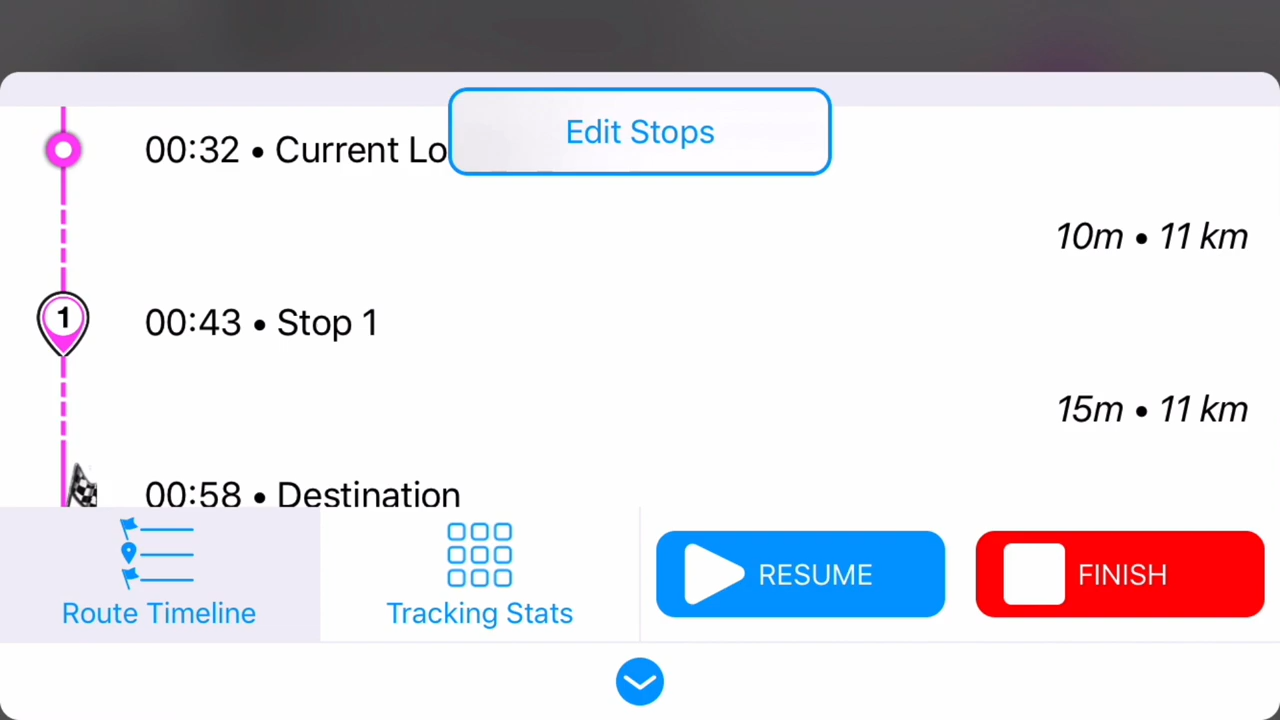 Edit Stops
00:32 • Current Lo
10m • 11 km
1
00:43 • Stop 1
15m • 11 km
00:58 • Destination
Route Timeline
Tracking Stats
RESUME
FINISH